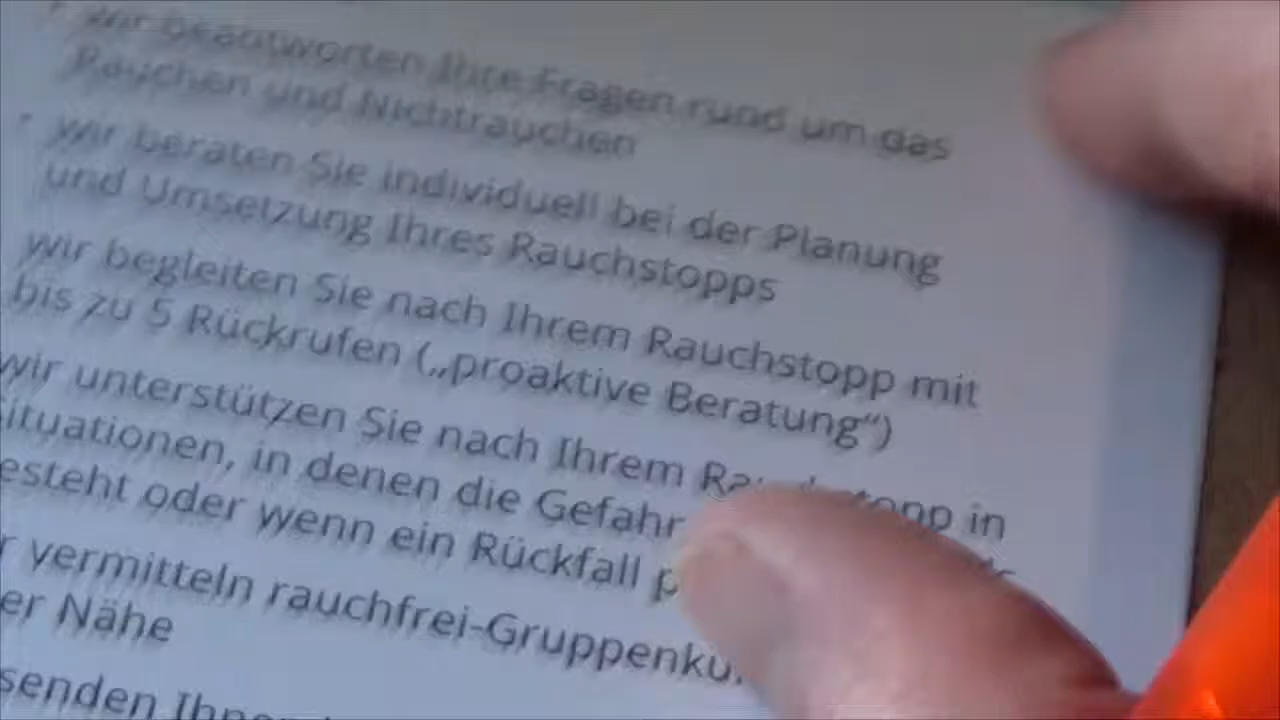 wir beantworten Ihre Fragen rund um das
Rauchen und Nichtrauchen
wir beraten Sie individuell bei der Planung
und Umsetzung Ihres Rauchstopps
wir begleiten Sie nach Ihrem Rauchstopp mit
bis zu 5 Rückrufen („proaktive Beratung“)
wir unterstützen Sie nach Ihrem in
situationen, in denen die Gefahr
esteht oder wenn ein Rückfall
r vermitteln rauchfrei-Gruppenku
er Nähe
senden